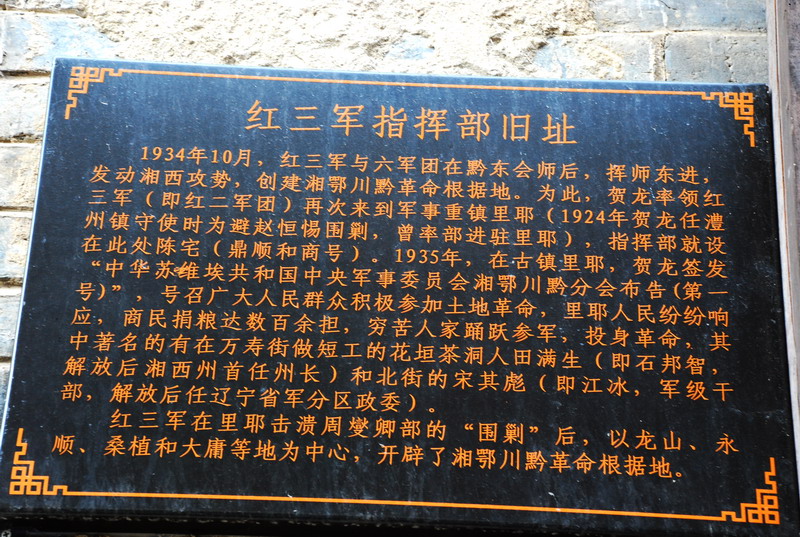 红三军指挥部旧址
1934年10月，红三军与六军团在黔东会师后，挥师东进，
发动湘西攻势，创建湘鄂川黔革命根据地。为此，贺龙率领红
三军（即红二军团）再次来到军事重镇里耶（1924年贺龙任澧
州镇守使时为避赵恒惕围剿，曾率部进驻里耶），指挥部就设
在此处陈宅（鼎顺和商号）。1935年，在古镇里耶，贺龙签发
“中华苏维埃共和国中央军事委员会湘鄂川黔分会布告(第一
号)”，号召广大人民群众积极参加土地革命，里耶人民纷纷响
应，商民捐粮达数百余担，穷苦人家踊跃参军，投身革命，其
中著名的有在万寿街做短工的花垣茶洞人田满生（即石邦智，
解放后湘西州首任州长）和北街的宋其彪（即江冰，军级干
部，解放后任辽宁省军分区政委）。
红三军在里耶击溃周燮卿部的“围剿”后，以龙山、永
顺、桑植和大庸等地为中心，开辟了湘鄂川黔革命根据地。